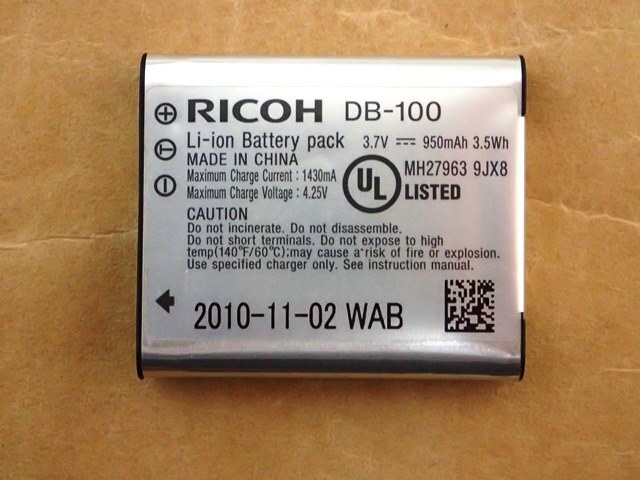 RICOH DB-100
Li-ion Battery pack 3.7V 950mAh 3.5Wh
MADE IN CHINA
Maximum Charge Current : 1430mA
Maximum Charge Voltage : 4.25V
UL
MH27963 9JX8
LISTED
CAUTION
Do not incinerate. Do not disassemble.
Do not short terminals. Do not expose to high
temp(140°F/60°C);may cause a risk of fire or explosion.
Use specified charger only. See instruction manual.
2010-11-02 WAB